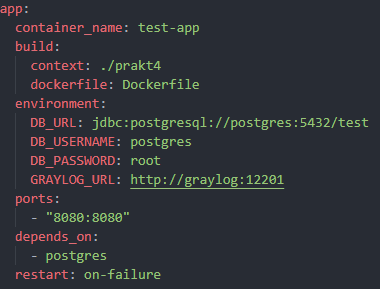 app:
  container_name: test-app
  build:
    context: ./prakt4
    dockerfile: Dockerfile
  environment:
    DB_URL: jdbc:postgresql://postgres:5432/test
    DB_USERNAME: postgres
    DB_PASSWORD: root
    GRAYLOG_URL: http://graylog:12201
  ports:
    - "8080:8080"
  depends_on:
    - postgres
  restart: on-failure